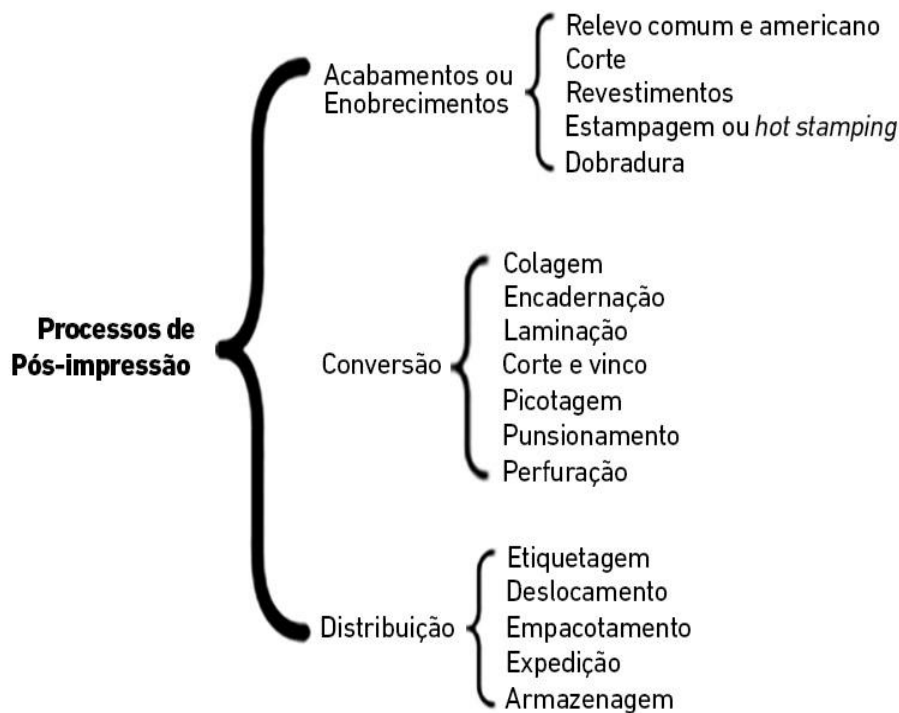 Processos de
Pós-impressão
Acabamentos ou
Enobrecimentos
Relevo comum e americano
Corte
Revestimentos
Estampagem ou hot stamping
Dobradura
Conversão
Colagem
Encadernação
Laminação
Corte e vinco
Picotagem
Punsionamento
Perfuração
Distribuição
Etiquetagem
Deslocamento
Empacotamento
Expedição
Armazenagem